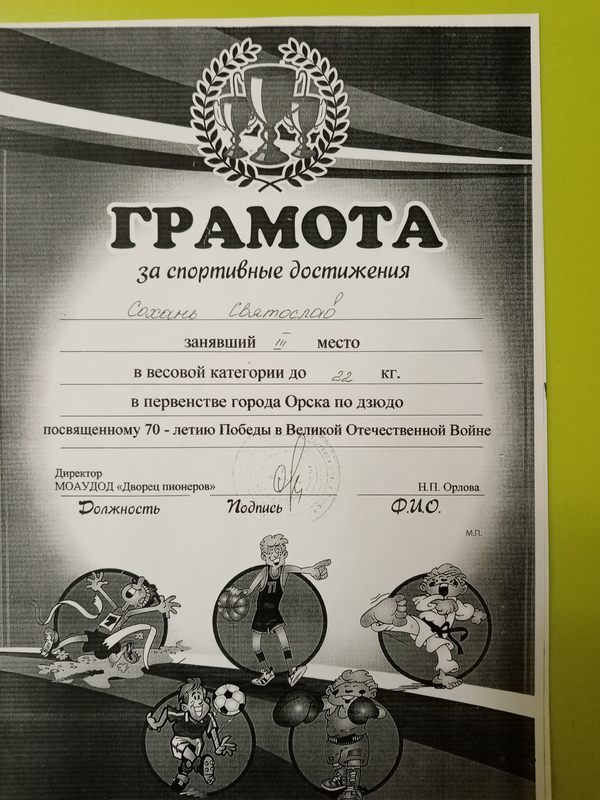 ГРАМОТА
за спортивные достижения
Сохань Святослав
занявший III место
в весовой категории до 22 кг.
в первенстве города Орска по дзюдо
посвященному 70 - летию Победы в Великой Отечественной Войне
Директор
МОАУДОД «Дворец пионеров» Н.П. Орлова
Должность Подпись Ф.И.О.
М.П.
11